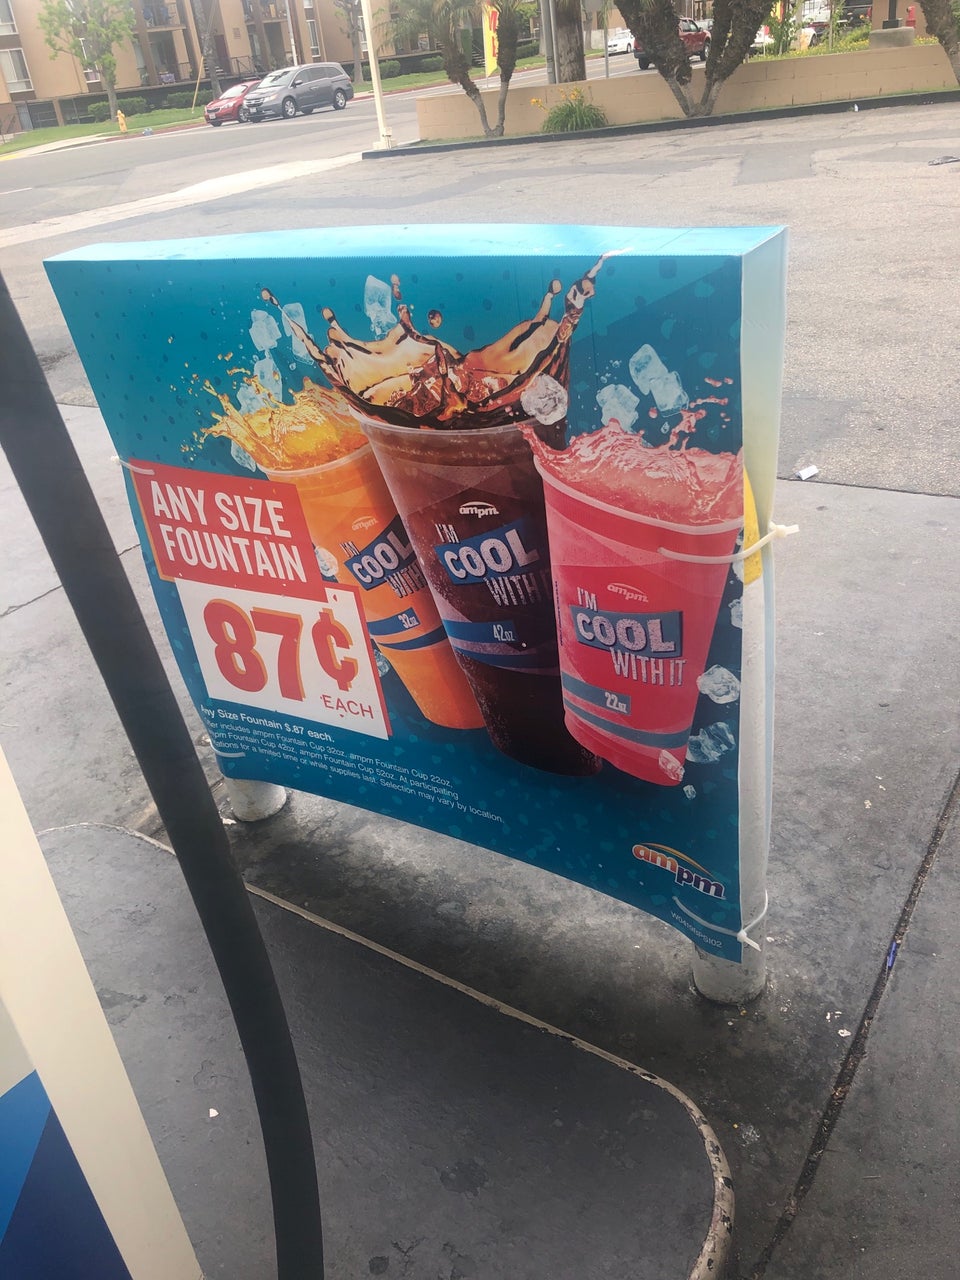 ANY SIZE
FOUNTAIN
87¢
EACH
ampm
I'M
COOL
WITH
32oz
ampm
I'M
COOL
WITH IT
42oz
ampm
I'M
COOL
WITH IT
22oz
Any Size Fountain $.87 each.
includes ampm Fountain Cup 32oz, ampm Fountain Cup 22oz,
Fountain Cup 42oz, ampm Fountain Cup 52oz. At participating
for a limited time or while supplies last. Selection may vary by location.
ampm